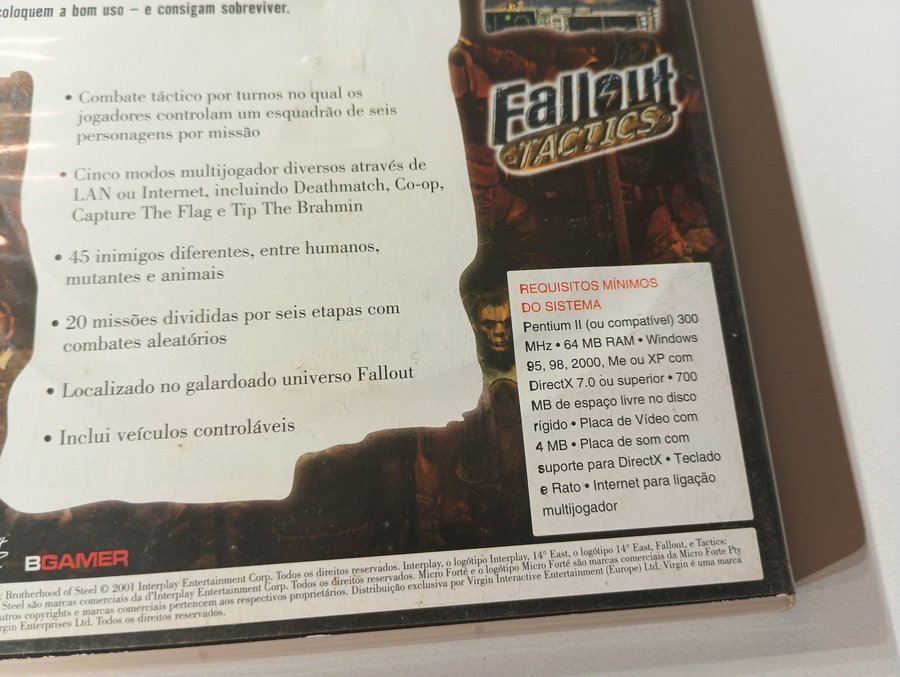 coloquem a bom uso – e consigam sobreviver.
• Combate táctico por turnos no qual os
jogadores controlam um esquadrão de seis
personagens por missão
• Cinco modos multijogador diversos através de
LAN ou Internet, incluindo Deathmatch, Co-op,
Capture The Flag e Tip The Brahmin
• 45 inimigos diferentes, entre humanos,
mutantes e animais
• 20 missões divididas por seis etapas com
combates aleatórios
• Localizado no galardoado universo Fallout
• Inclui veículos controláveis
Fallout
TACTICS
REQUISITOS MÍNIMOS
DO SISTEMA
Pentium II (ou compatível) 300
MHz • 64 MB RAM • Windows
95, 98, 2000, Me ou XP com
DirectX 7.0 ou superior • 700
MB de espaço livre no disco
rígido • Placa de Vídeo com
4 MB • Placa de som com
suporte para DirectX • Teclado
e Rato • Internet para ligação
multijogador
BGAMER
: Brotherhood of Steel © 2001 Interplay Entertainment Corp. Todos os direitos reservados. Interplay, o logótipo Interplay, 14° East, o logótipo 14° East, Fallout, e Tactics:
Steel são marcas comerciais da d'Interplay Entertainment Corp. Todos os direitos reservados. Micro Forté e o logótipo Micro Forté são marcas comerciais da Micro Forte Pty
utros copyrights e marcas comerciais pertencem aos respectivos proprietários. Distribuição exclusiva por Virgin Interactive Entertainment (Europe) Ltd. Virgin é uma marca
rgin Enterprises Ltd. Todos os direitos reservados.